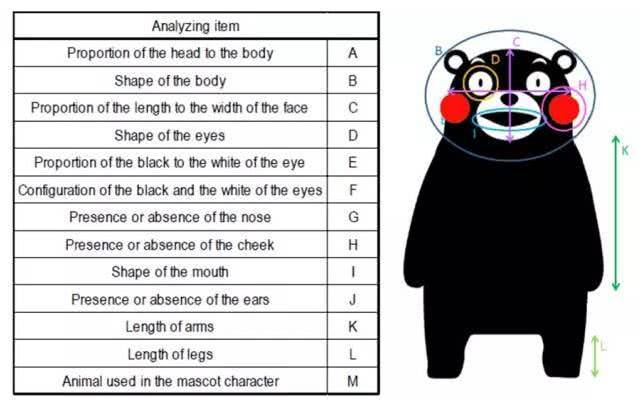 Analyzing item
Proportion of the head to the body A
Shape of the body B
Proportion of the length to the width of the face C
Shape of the eyes D
Proportion of the black to the white of the eye E
Configuration of the black and the white of the eyes F
Presence or absence of the nose G
Presence or absence of the cheek H
Shape of the mouth I
Presence or absence of the ears J
Length of arms K
Length of legs L
Animal used in the mascot character M
C
B
D
H
I
K
L